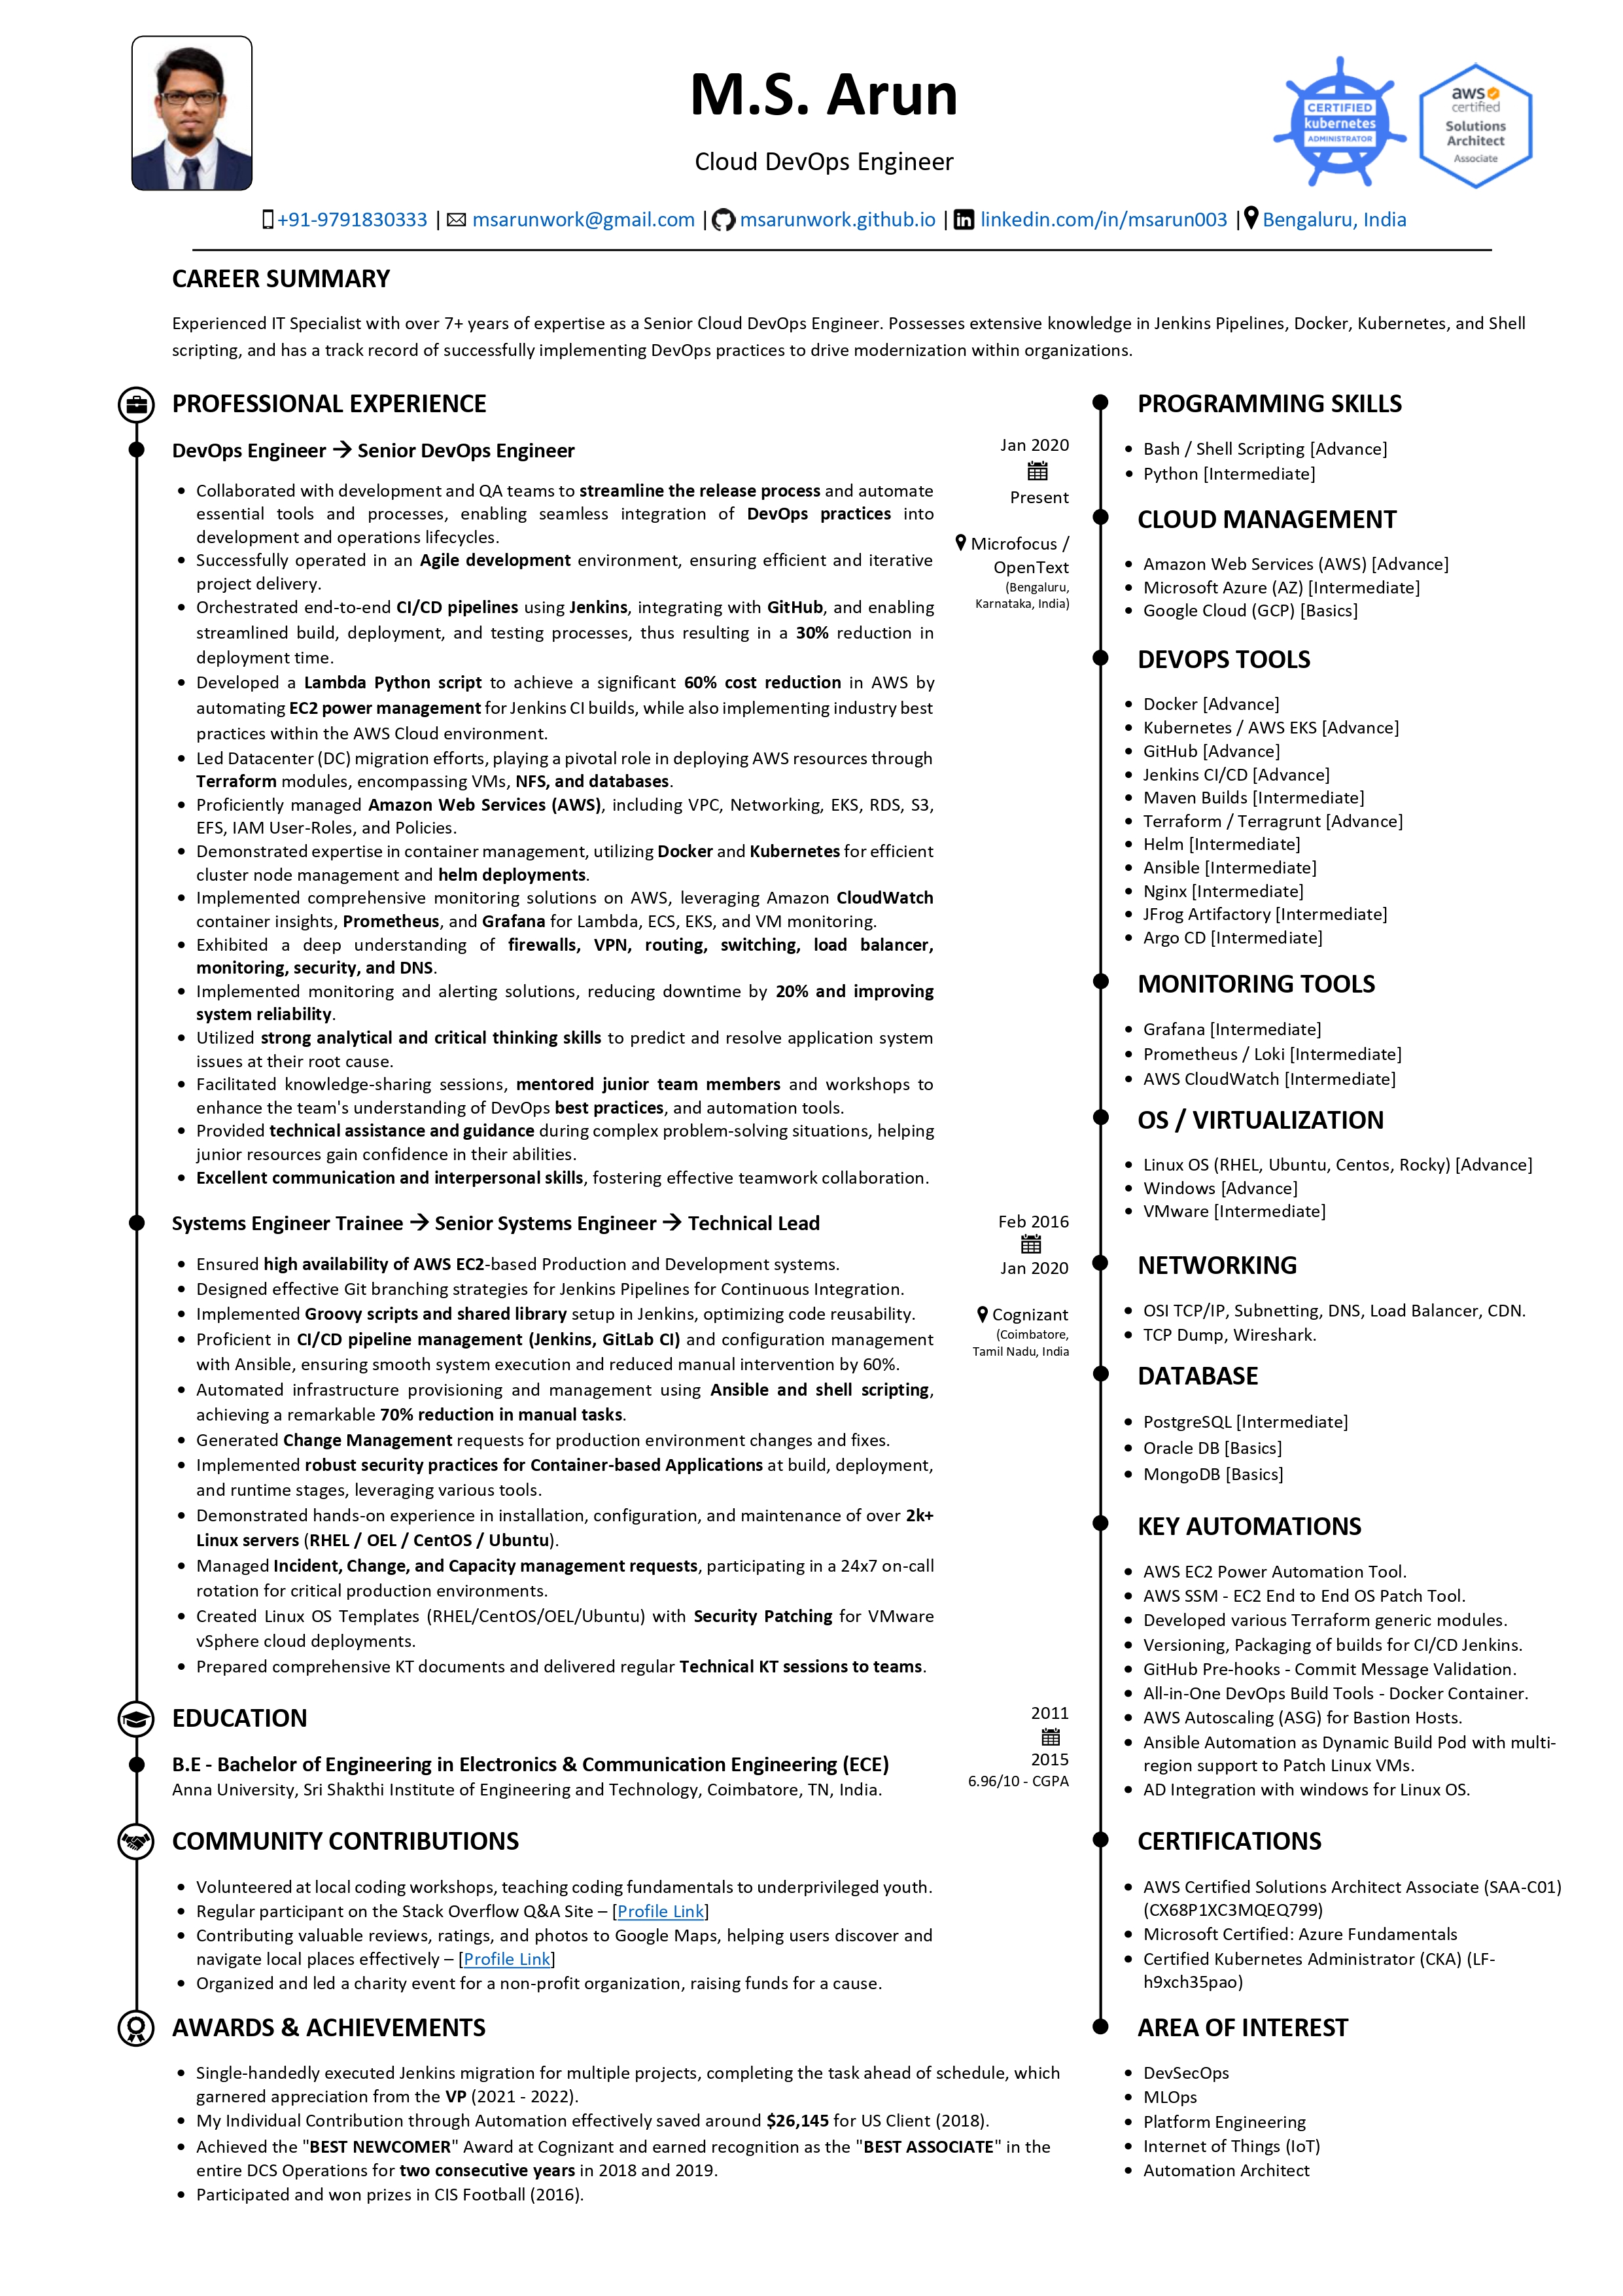 M.S. Arun
Cloud DevOps Engineer
CERTIFIED
kubernetes
ADMINISTRATOR
aws
certified
Solutions
Architect
Associate
+91-9791830333 | msarunwork@gmail.com | msarunwork.github.io | linkedin.com/in/msarun003 | Bengaluru, India
CAREER SUMMARY
Experienced IT Specialist with over 7+ years of expertise as a Senior Cloud DevOps Engineer. Possesses extensive knowledge in Jenkins Pipelines, Docker, Kubernetes, and Shell
scripting, and has a track record of successfully implementing DevOps practices to drive modernization within organizations.
PROFESSIONAL EXPERIENCE
DevOps Engineer → Senior DevOps Engineer
Jan 2020
Present
Microfocus /
OpenText
(Bengaluru,
Karnataka, India)
• Collaborated with development and QA teams to streamline the release process and automate
essential tools and processes, enabling seamless integration of DevOps practices into
development and operations lifecycles.
• Successfully operated in an Agile development environment, ensuring efficient and iterative
project delivery.
• Orchestrated end-to-end CI/CD pipelines using Jenkins, integrating with GitHub, and enabling
streamlined build, deployment, and testing processes, thus resulting in a 30% reduction in
deployment time.
• Developed a Lambda Python script to achieve a significant 60% cost reduction in AWS by
automating EC2 power management for Jenkins CI builds, while also implementing industry best
practices within the AWS Cloud environment.
• Led Datacenter (DC) migration efforts, playing a pivotal role in deploying AWS resources through
Terraform modules, encompassing VMs, NFS, and databases.
• Proficiently managed Amazon Web Services (AWS), including VPC, Networking, EKS, RDS, S3,
EFS, IAM User-Roles, and Policies.
• Demonstrated expertise in container management, utilizing Docker and Kubernetes for efficient
cluster node management and helm deployments.
• Implemented comprehensive monitoring solutions on AWS, leveraging Amazon CloudWatch
container insights, Prometheus, and Grafana for Lambda, ECS, EKS, and VM monitoring.
• Exhibited a deep understanding of firewalls, VPN, routing, switching, load balancer,
monitoring, security, and DNS.
• Implemented monitoring and alerting solutions, reducing downtime by 20% and improving
system reliability.
• Utilized strong analytical and critical thinking skills to predict and resolve application system
issues at their root cause.
• Facilitated knowledge-sharing sessions, mentored junior team members and workshops to
enhance the team's understanding of DevOps best practices, and automation tools.
• Provided technical assistance and guidance during complex problem-solving situations, helping
junior resources gain confidence in their abilities.
• Excellent communication and interpersonal skills, fostering effective teamwork collaboration.
Systems Engineer Trainee → Senior Systems Engineer → Technical Lead
Feb 2016
Jan 2020
Cognizant
(Coimbatore,
Tamil Nadu, India
• Ensured high availability of AWS EC2-based Production and Development systems.
• Designed effective Git branching strategies for Jenkins Pipelines for Continuous Integration.
• Implemented Groovy scripts and shared library setup in Jenkins, optimizing code reusability.
• Proficient in CI/CD pipeline management (Jenkins, GitLab CI) and configuration management
with Ansible, ensuring smooth system execution and reduced manual intervention by 60%.
• Automated infrastructure provisioning and management using Ansible and shell scripting,
achieving a remarkable 70% reduction in manual tasks.
• Generated Change Management requests for production environment changes and fixes.
• Implemented robust security practices for Container-based Applications at build, deployment,
and runtime stages, leveraging various tools.
• Demonstrated hands-on experience in installation, configuration, and maintenance of over 2k+
Linux servers (RHEL / OEL / CentOS / Ubuntu).
• Managed Incident, Change, and Capacity management requests, participating in a 24x7 on-call
rotation for critical production environments.
• Created Linux OS Templates (RHEL/CentOS/OEL/Ubuntu) with Security Patching for VMware
vSphere cloud deployments.
• Prepared comprehensive KT documents and delivered regular Technical KT sessions to teams.
EDUCATION
2011
2015
6.96/10 - CGPA
B.E - Bachelor of Engineering in Electronics & Communication Engineering (ECE)
Anna University, Sri Shakthi Institute of Engineering and Technology, Coimbatore, TN, India.
COMMUNITY CONTRIBUTIONS
• Volunteered at local coding workshops, teaching coding fundamentals to underprivileged youth.
• Regular participant on the Stack Overflow Q&A Site – [Profile Link]
• Contributing valuable reviews, ratings, and photos to Google Maps, helping users discover and
navigate local places effectively – [Profile Link]
• Organized and led a charity event for a non-profit organization, raising funds for a cause.
AWARDS & ACHIEVEMENTS
• Single-handedly executed Jenkins migration for multiple projects, completing the task ahead of schedule, which
garnered appreciation from the VP (2021 - 2022).
• My Individual Contribution through Automation effectively saved around $26,145 for US Client (2018).
• Achieved the "BEST NEWCOMER" Award at Cognizant and earned recognition as the "BEST ASSOCIATE" in the
entire DCS Operations for two consecutive years in 2018 and 2019.
• Participated and won prizes in CIS Football (2016).
PROGRAMMING SKILLS
• Bash / Shell Scripting [Advance]
• Python [Intermediate]
CLOUD MANAGEMENT
• Amazon Web Services (AWS) [Advance]
• Microsoft Azure (AZ) [Intermediate]
• Google Cloud (GCP) [Basics]
DEVOPS TOOLS
• Docker [Advance]
• Kubernetes / AWS EKS [Advance]
• GitHub [Advance]
• Jenkins CI/CD [Advance]
• Maven Builds [Intermediate]
• Terraform / Terragrunt [Advance]
• Helm [Intermediate]
• Ansible [Intermediate]
• Nginx [Intermediate]
• JFrog Artifactory [Intermediate]
• Argo CD [Intermediate]
MONITORING TOOLS
• Grafana [Intermediate]
• Prometheus / Loki [Intermediate]
• AWS CloudWatch [Intermediate]
OS / VIRTUALIZATION
• Linux OS (RHEL, Ubuntu, Centos, Rocky) [Advance]
• Windows [Advance]
• VMware [Intermediate]
NETWORKING
• OSI TCP/IP, Subnetting, DNS, Load Balancer, CDN.
• TCP Dump, Wireshark.
DATABASE
• PostgreSQL [Intermediate]
• Oracle DB [Basics]
• MongoDB [Basics]
KEY AUTOMATIONS
• AWS EC2 Power Automation Tool.
• AWS SSM - EC2 End to End OS Patch Tool.
• Developed various Terraform generic modules.
• Versioning, Packaging of builds for CI/CD Jenkins.
• GitHub Pre-hooks - Commit Message Validation.
• All-in-One DevOps Build Tools - Docker Container.
• AWS Autoscaling (ASG) for Bastion Hosts.
• Ansible Automation as Dynamic Build Pod with multi-
region support to Patch Linux VMs.
• AD Integration with windows for Linux OS.
CERTIFICATIONS
• AWS Certified Solutions Architect Associate (SAA-C01)
(CX68P1XC3MQEQ799)
• Microsoft Certified: Azure Fundamentals
• Certified Kubernetes Administrator (CKA) (LF-
h9xch35pao)
AREA OF INTEREST
• DevSecOps
• MLOps
• Platform Engineering
• Internet of Things (IoT)
• Automation Architect